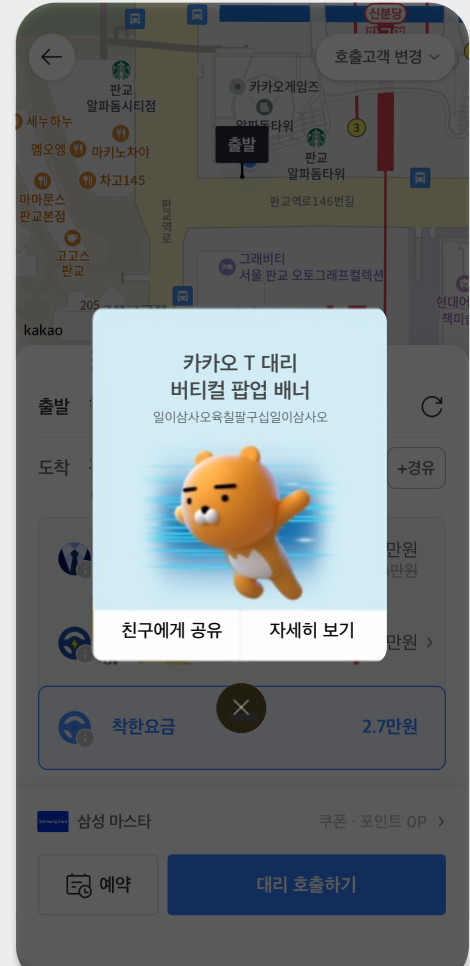 신분당
호출고객 변경
판교
알파돔시티점
카카오게임즈
세누하누
알파돔타워
3
엠오엠
마키노차야
출발
판교
알파돔타워
차고145
마마문스
판교본점
판교역로
판교역로146번길
고고스
판교
그래비티
서울 판교 오토그래프컬렉션
현대어
책미술
205
kakao
카카오 T 대리
버티컬 팝업 배너
일이삼사오육칠팔구십일이삼사오
출발
도착
+경유
만원
만원
친구에게 공유
자세히 보기
만원
착한요금
2.7만원
삼성 마스타
쿠폰 · 포인트 0P
예약
대리 호출하기